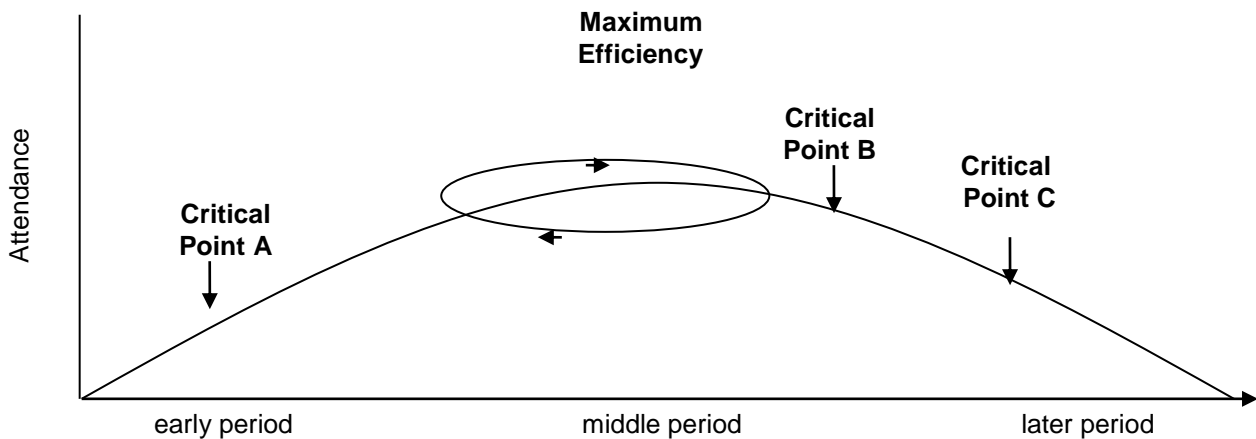 Maximum
Efficiency
Critical
Point B
Critical
Point C
Critical
Point A
Attendance
early period
middle period
later period